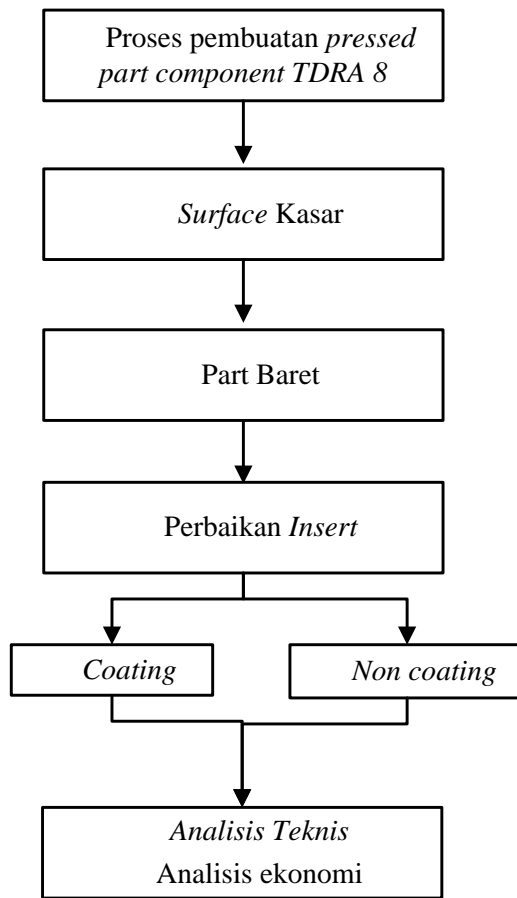 Proses pembuatan pressed
part component TDRA 8
Surface Kasar
Part Baret
Perbaikan Insert
Coating
Non coating
Analisis Teknis
Analisis ekonomi